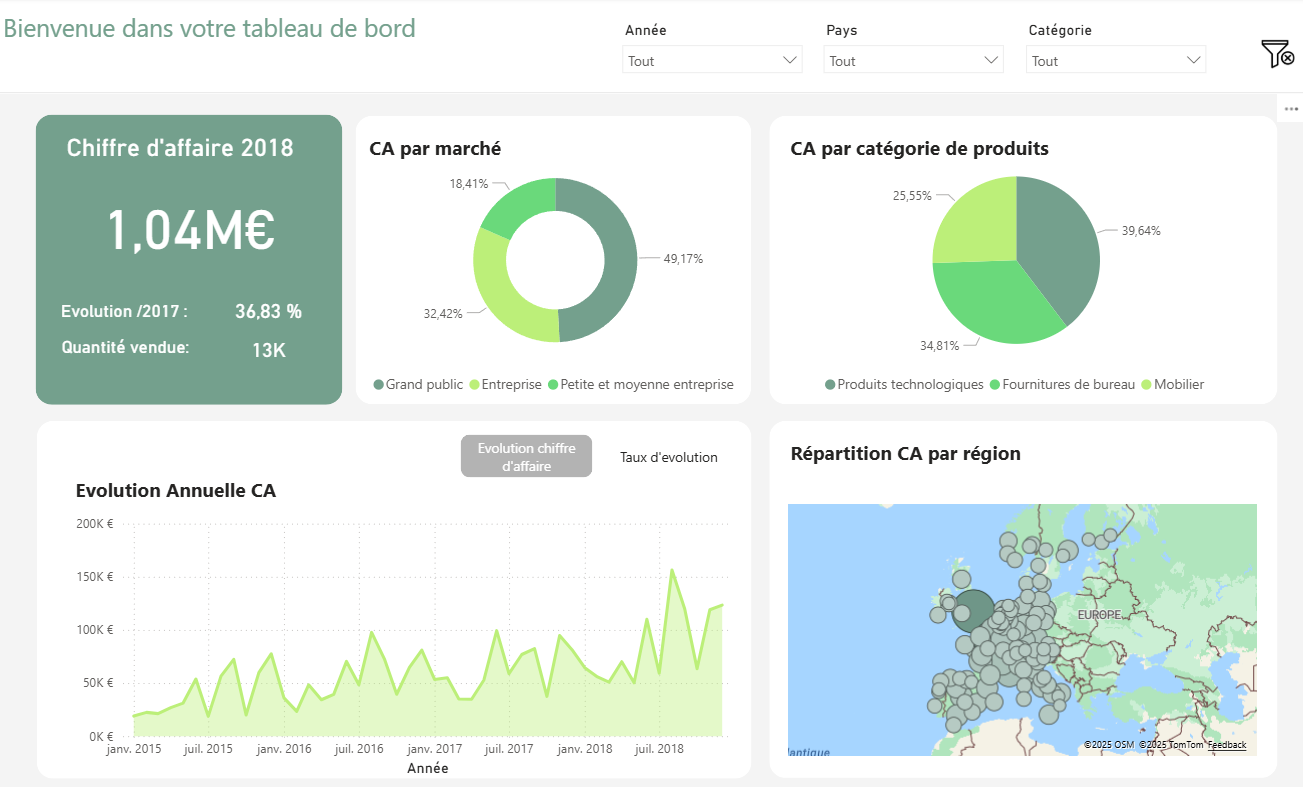 Bienvenue dans votre tableau de bord
Année
Pays
Catégorie
Tout
Tout
Tout
Chiffre d'affaire 2018
1,04M€
Evolution /2017 :
36,83 %
Quantité vendue:
13K
CA par marché
18,41%
49,17%
32,42%
Grand public
Entreprise
Petite et moyenne entreprise
CA par catégorie de produits
25,55%
39,64%
34,81%
Produits technologiques
Fournitures de bureau
Mobilier
Evolution chiffre
d'affaire
Taux d'evolution
Evolution Annuelle CA
200K €
150K €
100K €
50K €
0K €
janv. 2015
juil. 2015
janv. 2016
juil. 2016
janv. 2017
juil. 2017
janv. 2018
juil. 2018
Année
Répartition CA par région
EUROPE
lantique
©2025 OSM
©2025 TomTom
Feedback